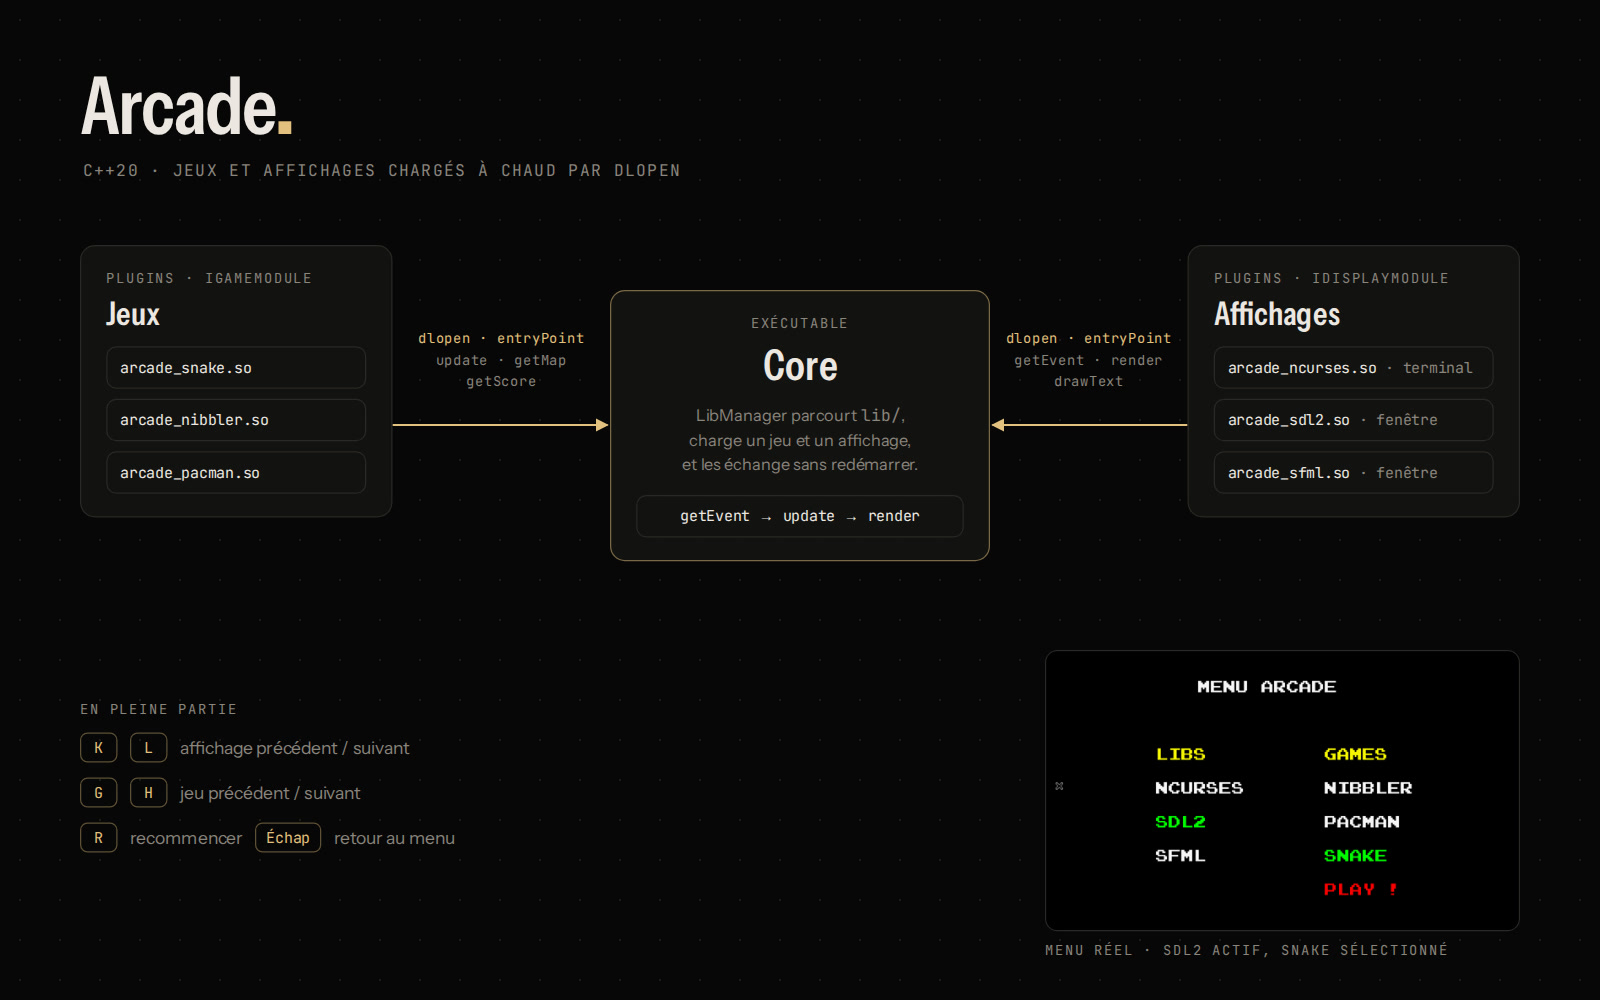 Arcade.
C++20 · JEUX ET AFFICHAGES CHARGÉS À CHAUD PAR DLOPEN
PLUGINS · IGAMEMODULE
Jeux
arcade_snake.so
arcade_nibbler.so
arcade_pacman.so
dlopen · entryPoint
update · getMap
getScore
EXÉCUTABLE
Core
LibManager parcourt lib/,
charge un jeu et un affichage,
et les échange sans redémarrer.
getEvent → update → render
dlopen · entryPoint
getEvent · render
drawText
PLUGINS · IDISPLAYMODULE
Affichages
arcade_ncurses.so · terminal
arcade_sdl2.so · fenêtre
arcade_sfml.so · fenêtre
EN PLEINE PARTIE
K L affichage précédent / suivant
G H jeu précédent / suivant
R recommencer Échap retour au menu
MENU ARCADE
LIBS GAMES
NCURSES NIBBLER
SDL2 PACMAN
SFML SNAKE
PLAY !
MENU RÉEL · SDL2 ACTIF, SNAKE SÉLECTIONNÉ